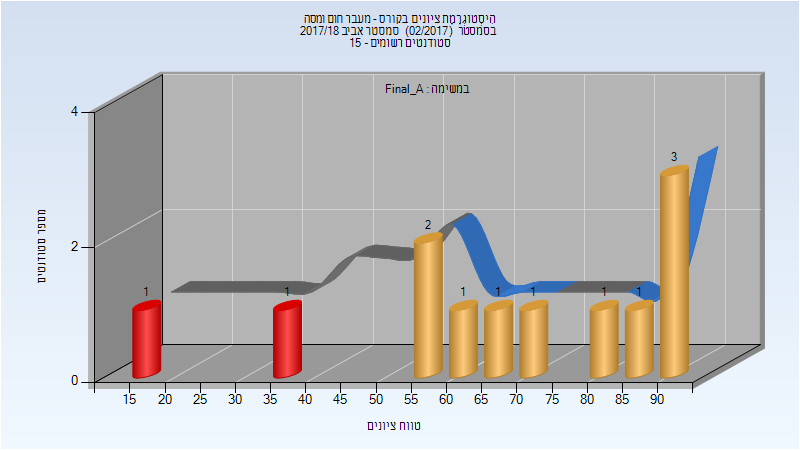 היסטוגרמת ציונים בקורס - מעבר חום ומסה
בסמסטר (02/2017) סמסטר אביב 2017/18
סטודנטים רשומים - 15
במשימה : Final_A
מספר סטודנטים
4
2
0
1
1
2
1
1
1
1
1
3
15 20 25 30 35 40 45 50 55 60 65 70 75 80 85 90
טווח ציונים